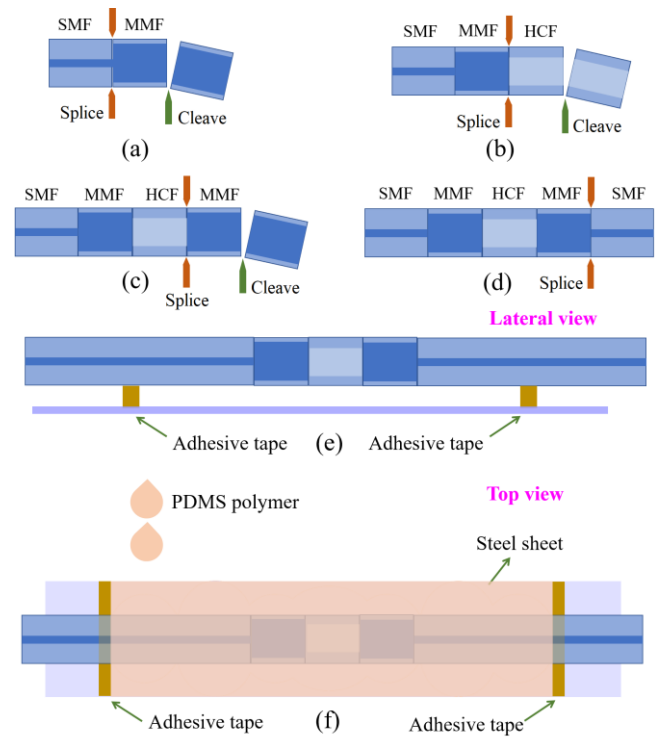 SMF MMF
Splice
Cleave
(a)
SMF MMF HCF
Splice
Cleave
(b)
SMF MMF HCF MMF
(c)
Splice
Cleave
SMF MMF HCF MMF SMF
(d)
Splice
Lateral view
Adhesive tape
(e)
Adhesive tape
PDMS polymer
Top view
Steel sheet
Adhesive tape
(f)
Adhesive tape